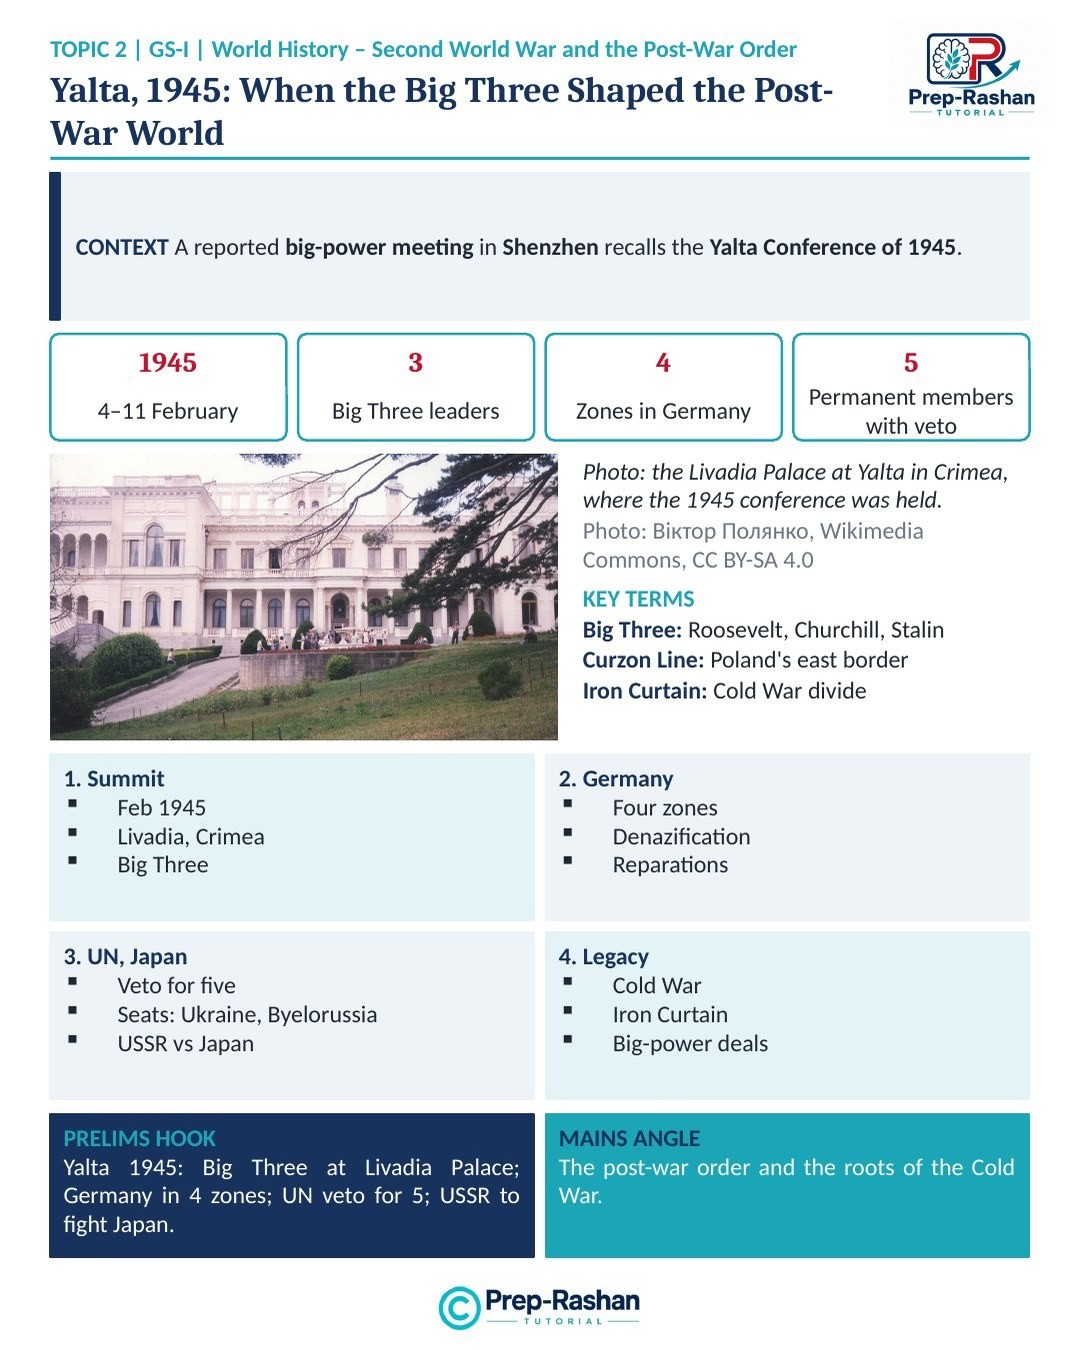 TOPIC 2 | GS-I | World History – Second World War and the Post-War Order
Yalta, 1945: When the Big Three Shaped the Post-
War World
Prep-Rashan
TUTORIAL
CONTEXT A reported big-power meeting in Shenzhen recalls the Yalta Conference of 1945.
1945
4–11 February
3
Big Three leaders
4
Zones in Germany
5
Permanent members
with veto
Photo: the Livadia Palace at Yalta in Crimea,
where the 1945 conference was held.
Photo: Віктор Полянко, Wikimedia
Commons, CC BY-SA 4.0
KEY TERMS
Big Three: Roosevelt, Churchill, Stalin
Curzon Line: Poland's east border
Iron Curtain: Cold War divide
1. Summit
▪ Feb 1945
▪ Livadia, Crimea
▪ Big Three
2. Germany
▪ Four zones
▪ Denazification
▪ Reparations
3. UN, Japan
▪ Veto for five
▪ Seats: Ukraine, Byelorussia
▪ USSR vs Japan
4. Legacy
▪ Cold War
▪ Iron Curtain
▪ Big-power deals
PRELIMS HOOK
Yalta 1945: Big Three at Livadia Palace;
Germany in 4 zones; UN veto for 5; USSR to
fight Japan.
MAINS ANGLE
The post-war order and the roots of the Cold
War.
© Prep-Rashan
TUTORIAL